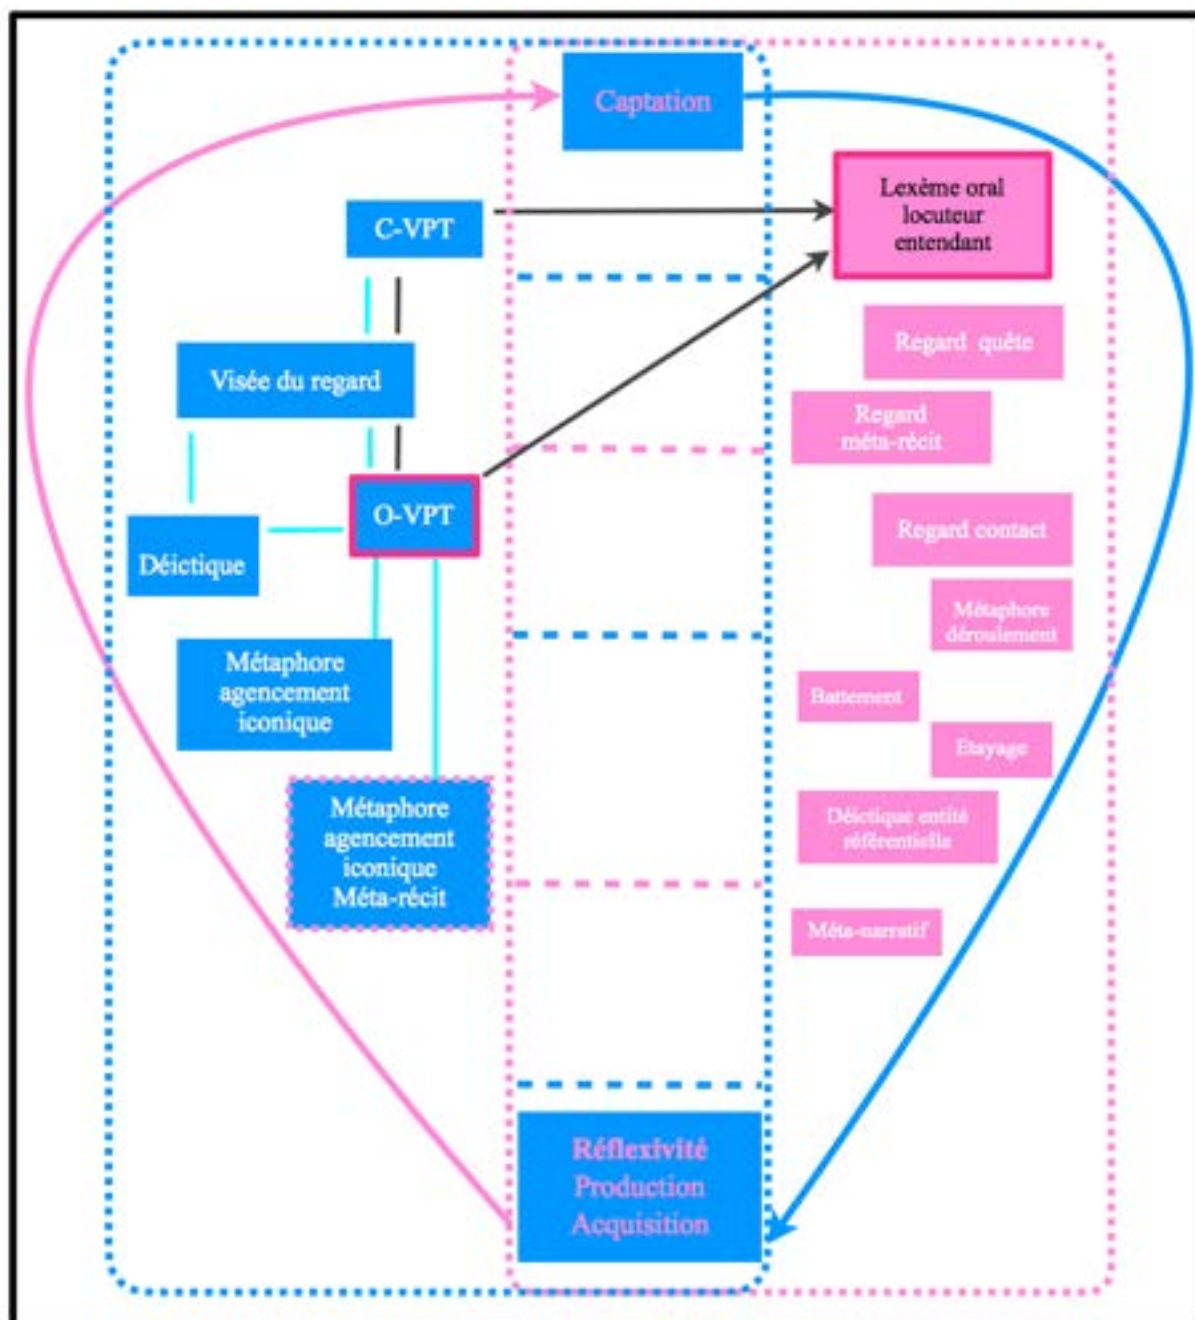 Captation
Lexème oral
locuteur
entendant
C-VPT
Regard quête
Visée du regard
Regard
méta-récit
O-VPT
Regard contact
Déictique
Métaphore
déroulement
Métaphore
agencement
iconique
Battement
Etayage
Métaphore
agencement
iconique
Méta-récit
Déictique entité
référentielle
Méta-narratif
Réflexivité
Production
Acquisition